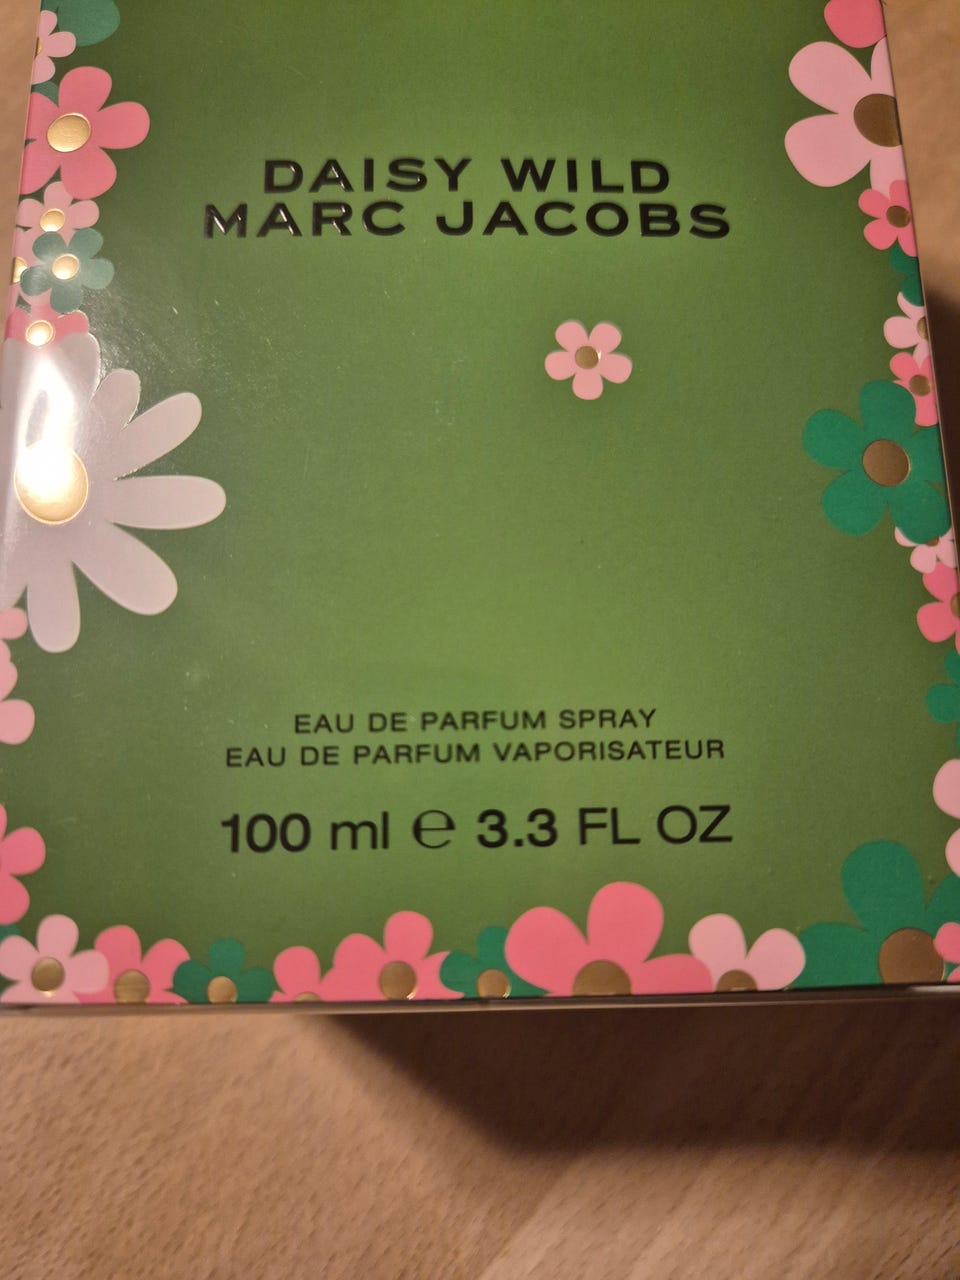 DAISY WILD
MARC JACOBS
EAU DE PARFUM SPRAY
EAU DE PARFUM VAPORISATEUR
100 ml ℮ 3.3 FL OZ